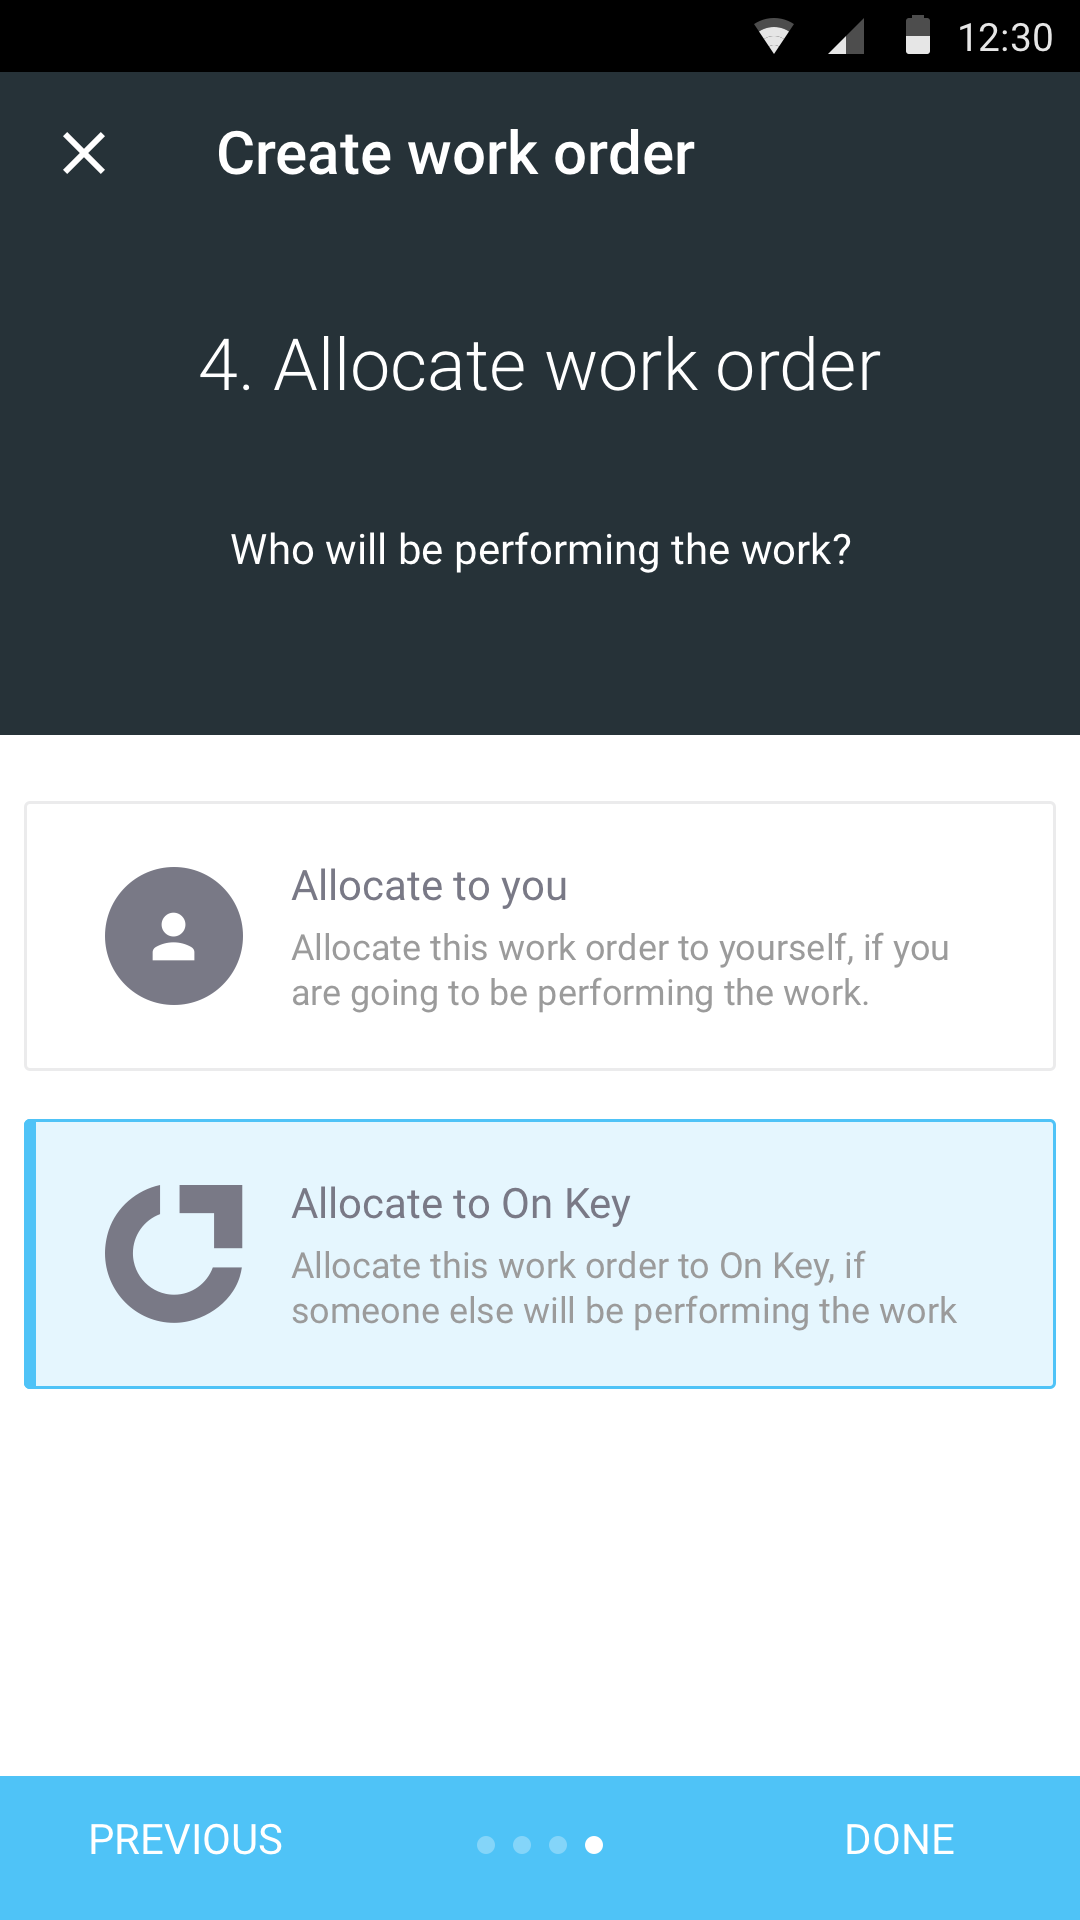 12:30
Create work order
4. Allocate work order
Who will be performing the work?
Allocate to you
Allocate this work order to yourself, if you
are going to be performing the work.
Allocate to On Key
Allocate this work order to On Key, if
someone else will be performing the work
PREVIOUS
DONE